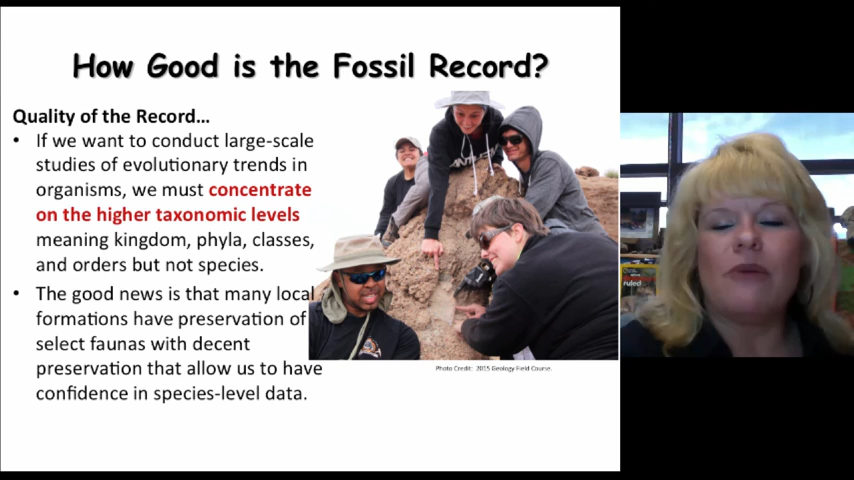 How Good is the Fossil Record?
Quality of the Record...
• If we want to conduct large-scale
studies of evolutionary trends in
organisms, we must concentrate
on the higher taxonomic levels
meaning kingdom, phyla, classes,
and orders but not species.
• The good news is that many local
formations have preservation of
select faunas with decent
preservation that allow us to have
confidence in species-level data.
Photo Credit: 2015 Geology Field Course.
ruled